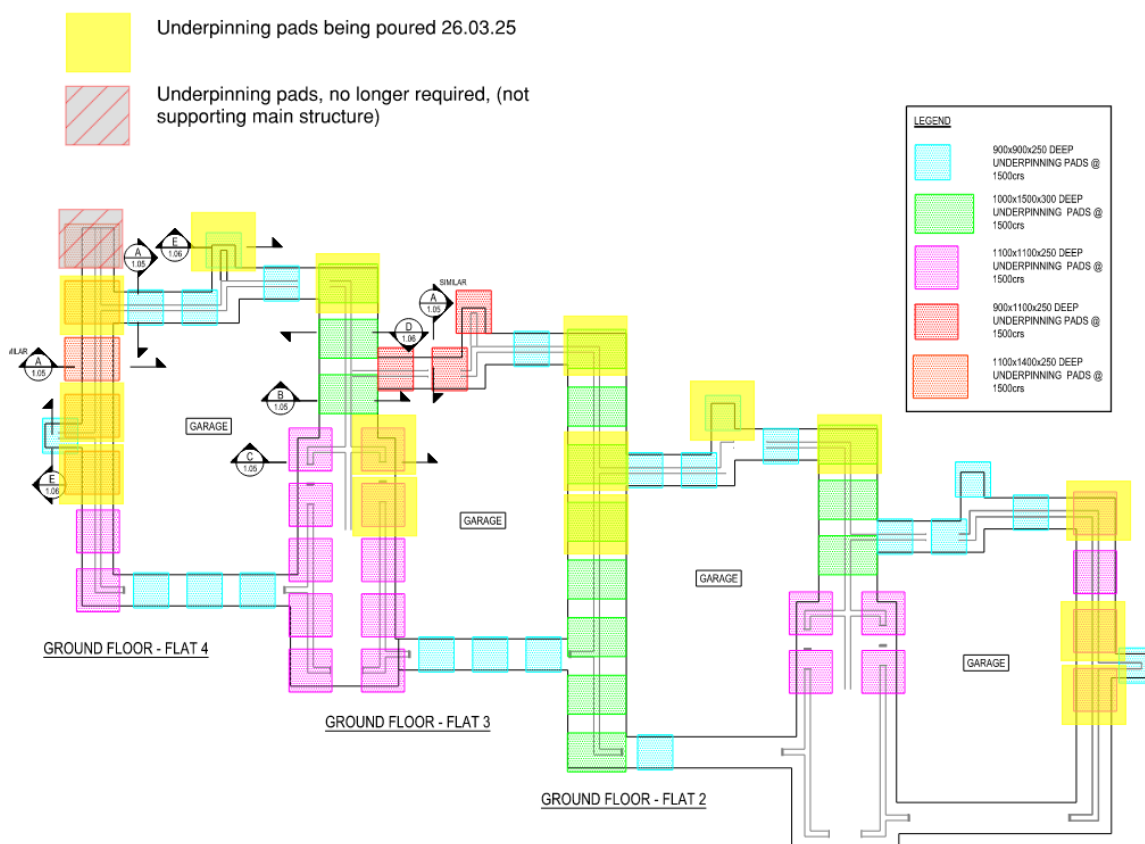 Underpinning pads being poured 26.03.25
Underpinning pads, no longer required, (not
supporting main structure)
LEGEND
900x900x250 DEEP
UNDERPINNING PADS @
1500crs
1000x1500x300 DEEP
UNDERPINNING PADS @
1500crs
1100x1100x250 DEEP
UNDERPINNING PADS @
1500crs
900x1100x250 DEEP
UNDERPINNING PADS @
1500crs
1100x1400x250 DEEP
UNDERPINNING PADS @
1500crs
E
1.06
A
1.05
SIMILAR
A
1.05
D
1.06
MILAR
A
1.05
B
1.05
GARAGE
C
1.05
E
1.06
GARAGE
GARAGE
GARAGE
GROUND FLOOR - FLAT 4
GROUND FLOOR - FLAT 3
GROUND FLOOR - FLAT 2